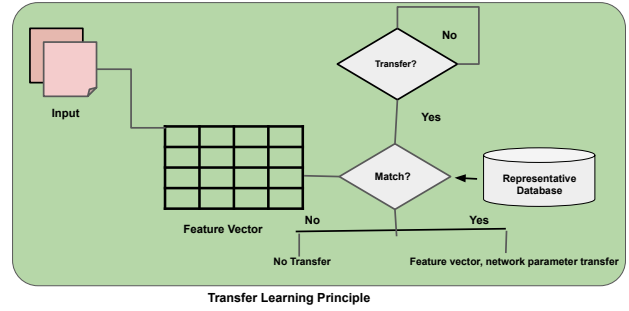 No
Transfer?
Input
Yes
Match?
Representative
Database
Feature Vector
No
Yes
No Transfer
Feature vector, network parameter transfer
Transfer Learning Principle